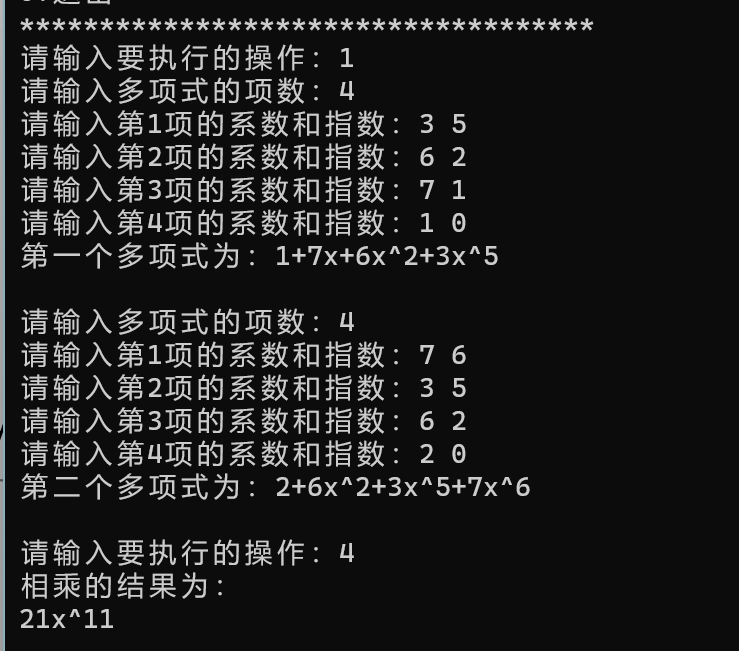 ************************************
请输入要执行的操作：1
请输入多项式的项数：4
请输入第1项的系数和指数：3 5
请输入第2项的系数和指数：6 2
请输入第3项的系数和指数：7 1
请输入第4项的系数和指数：1 0
第一个多项式为：1+7x+6x^2+3x^5
请输入多项式的项数：4
请输入第1项的系数和指数：7 6
请输入第2项的系数和指数：3 5
请输入第3项的系数和指数：6 2
请输入第4项的系数和指数：2 0
第二个多项式为：2+6x^2+3x^5+7x^6
请输入要执行的操作：4
相乘的结果为：
21x^11